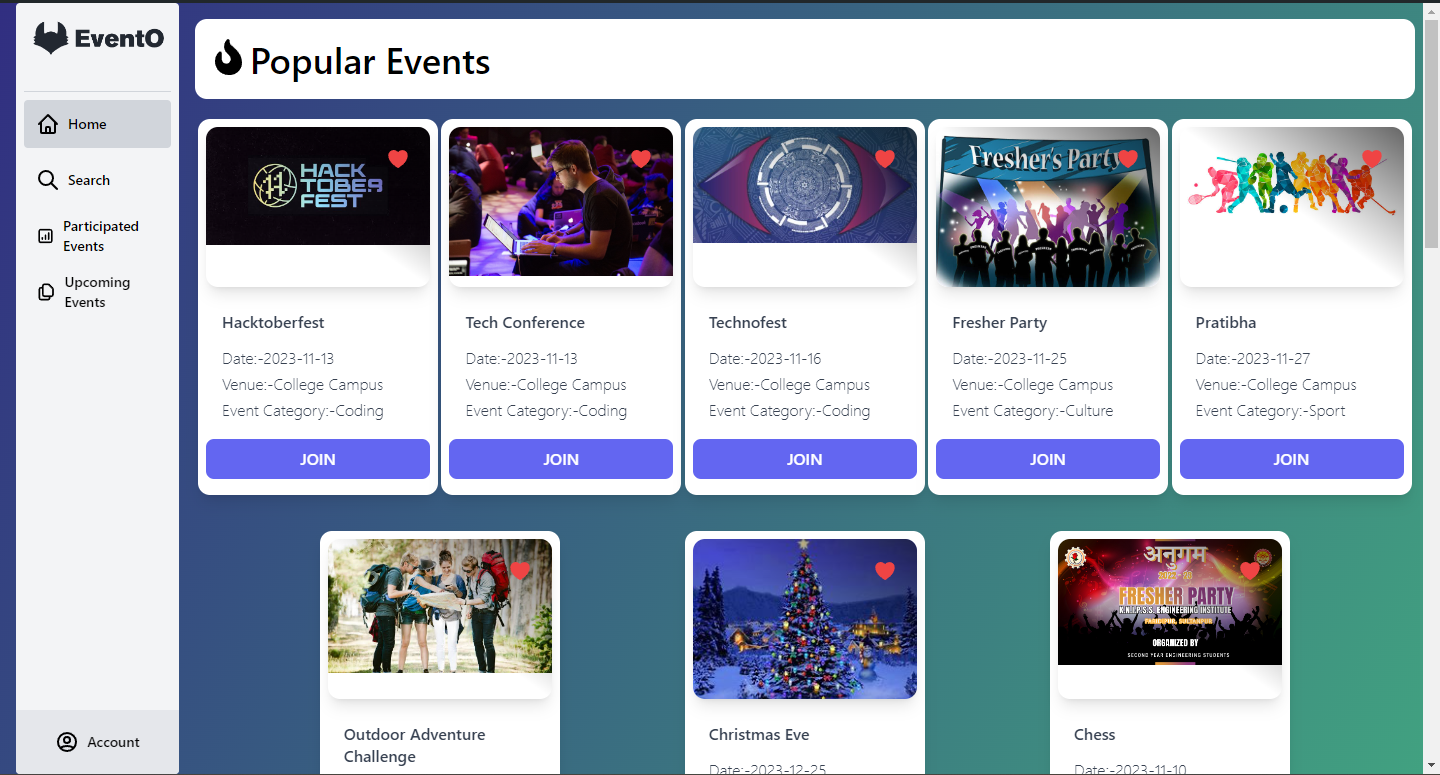 EventO
Popular Events
Home
Search
Participated
Events
Upcoming
Events
Account
HACK
TOBER
FEST
11
Hacktoberfest
Date:-2023-11-13
Venue:-College Campus
Event Category:-Coding
JOIN
Tech Conference
Date:-2023-11-13
Venue:-College Campus
Event Category:-Coding
JOIN
Technofest
Date:-2023-11-16
Venue:-College Campus
Event Category:-Coding
JOIN
Fresher's Party
Fresher Party
Date:-2023-11-25
Venue:-College Campus
Event Category:-Culture
JOIN
Pratibha
Date:-2023-11-27
Venue:-College Campus
Event Category:-Sport
JOIN
Outdoor Adventure
Challenge
Christmas Eve
Date:-2023-12-25
अनुगम
FRESHER PARTY
K.N.I.P.S.S. ENGINEERING INSTITUTE
FARIDIPUR, SULTANPUR
ORGANIZED BY
SECOND YEAR ENGINEERING STUDENTS
Chess
Date:-2023-11-10